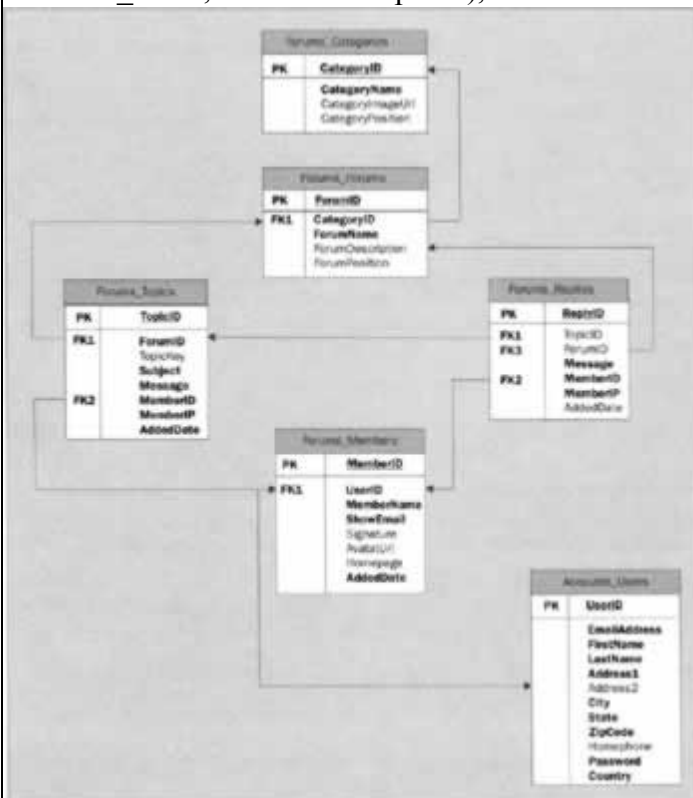 Forums_Categories
PK CategoryID
CategoryName
CategoryImageUrl
CategoryPosition
Forums_Forums
PK ForumID
FK1 CategoryID
ForumName
ForumDescription
ForumPosition
Forums_Topics
PK TopicID
FK1 ForumID
TopicKey
Subject
Message
FK2 MemberID
MemberIP
AddedDate
Forums_Replies
PK ReplyID
FK1 TopicID
FK3 ForumID
Message
FK2 MemberID
MemberIP
AddedDate
Forums_Members
PK MemberID
FK1 UserID
MemberName
ShowEmail
Signature
AvatarUrl
Homepage
AddedDate
Accounts_Users
PK UserID
EmailAddress
FirstName
LastName
Address1
Address2
City
State
ZipCode
Homephone
Password
Country